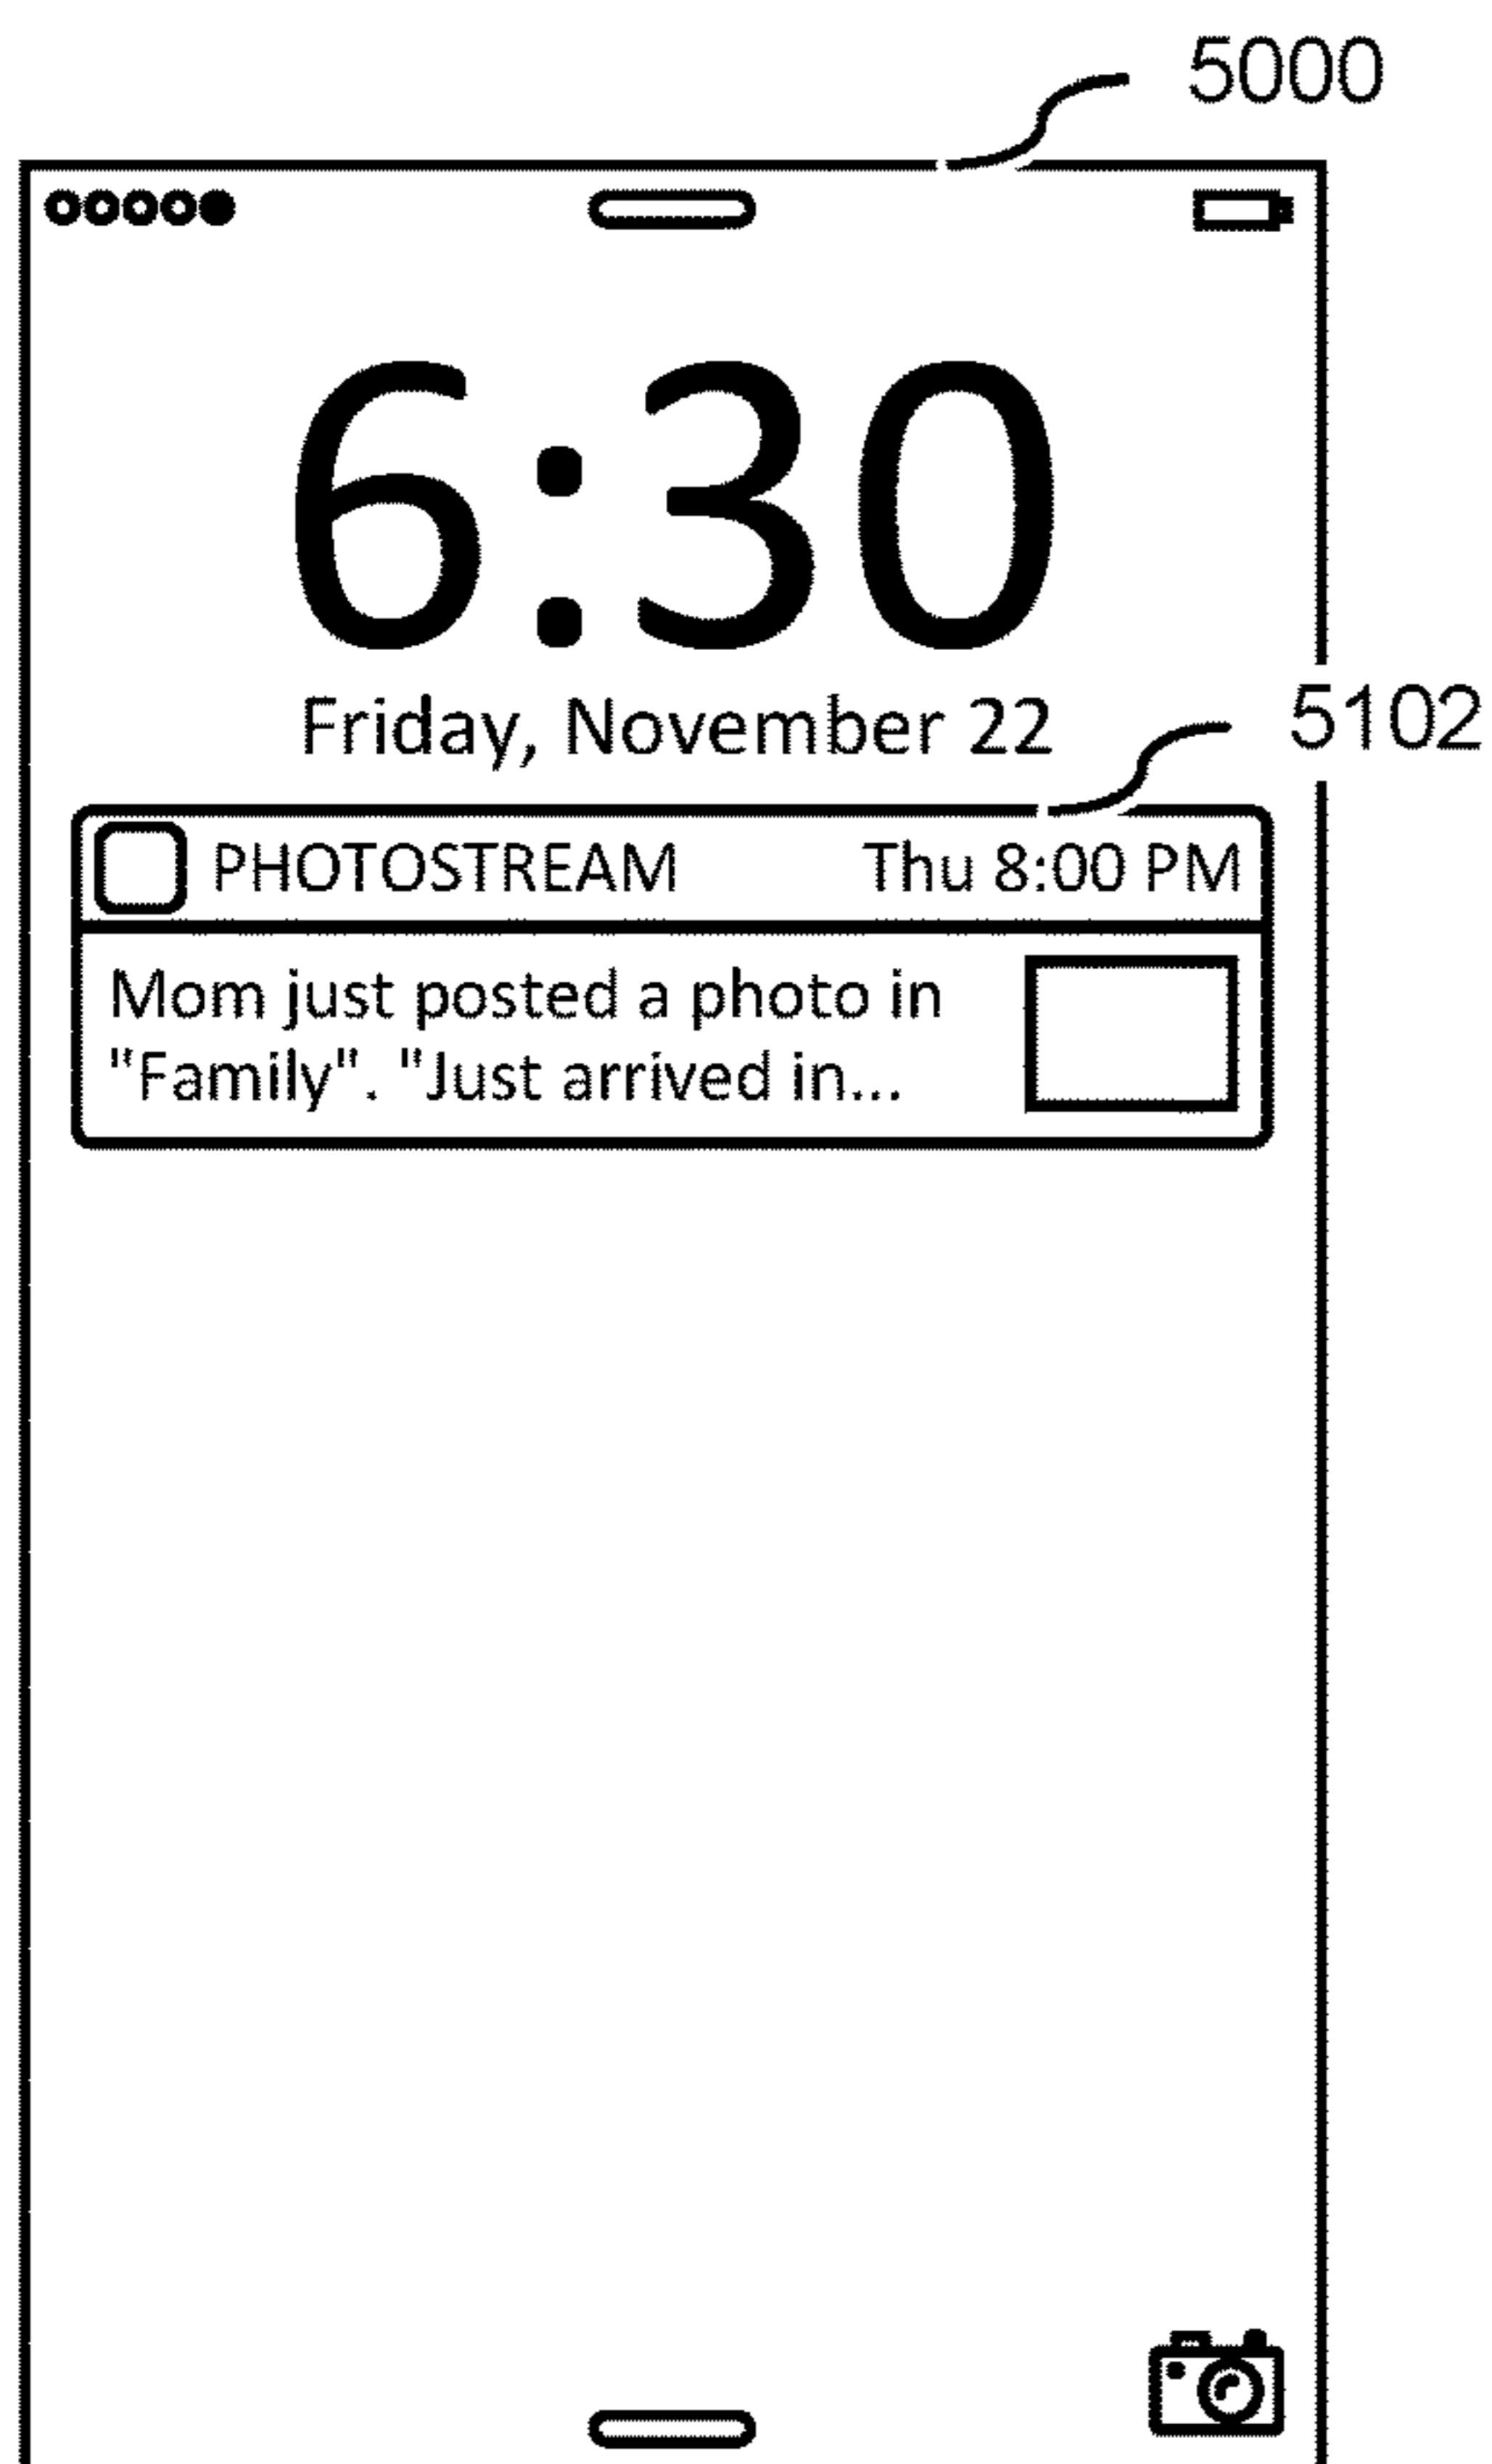 5000
6:30
Friday, November 22
5102
PHOTOSTREAM Thu 8:00 PM
Mom just posted a photo in
"Family". "Just arrived in...